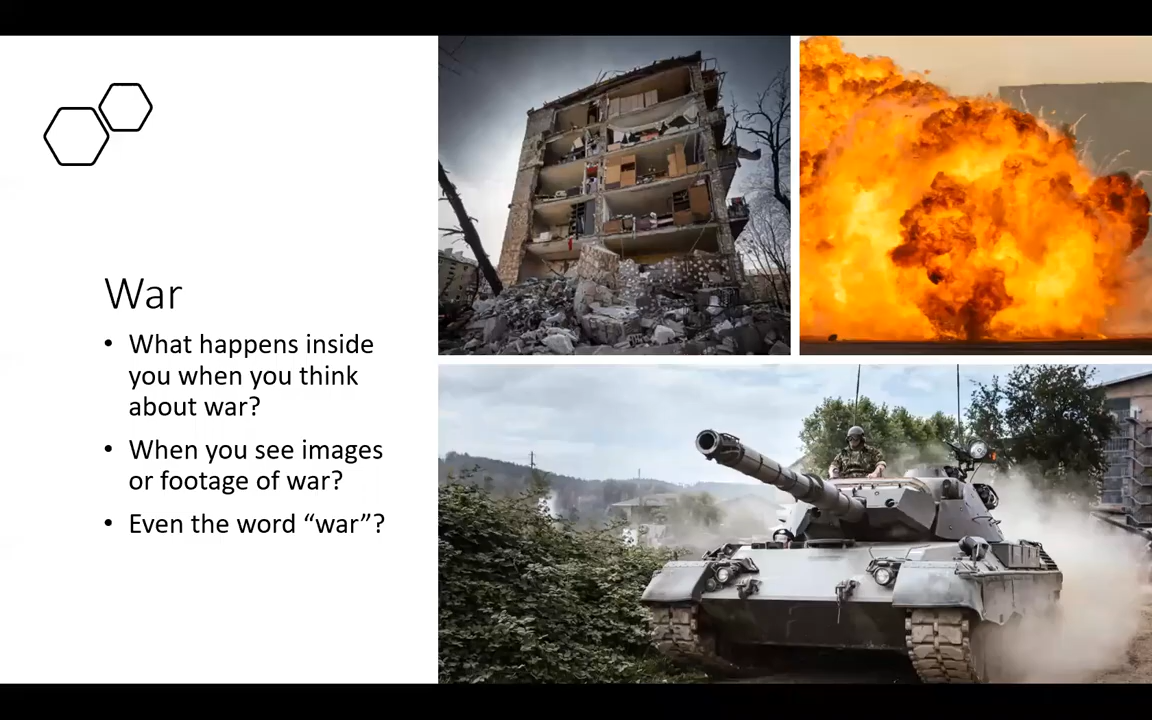 War
• What happens inside
you when you think
about war?
• When you see images
or footage of war?
• Even the word “war”?